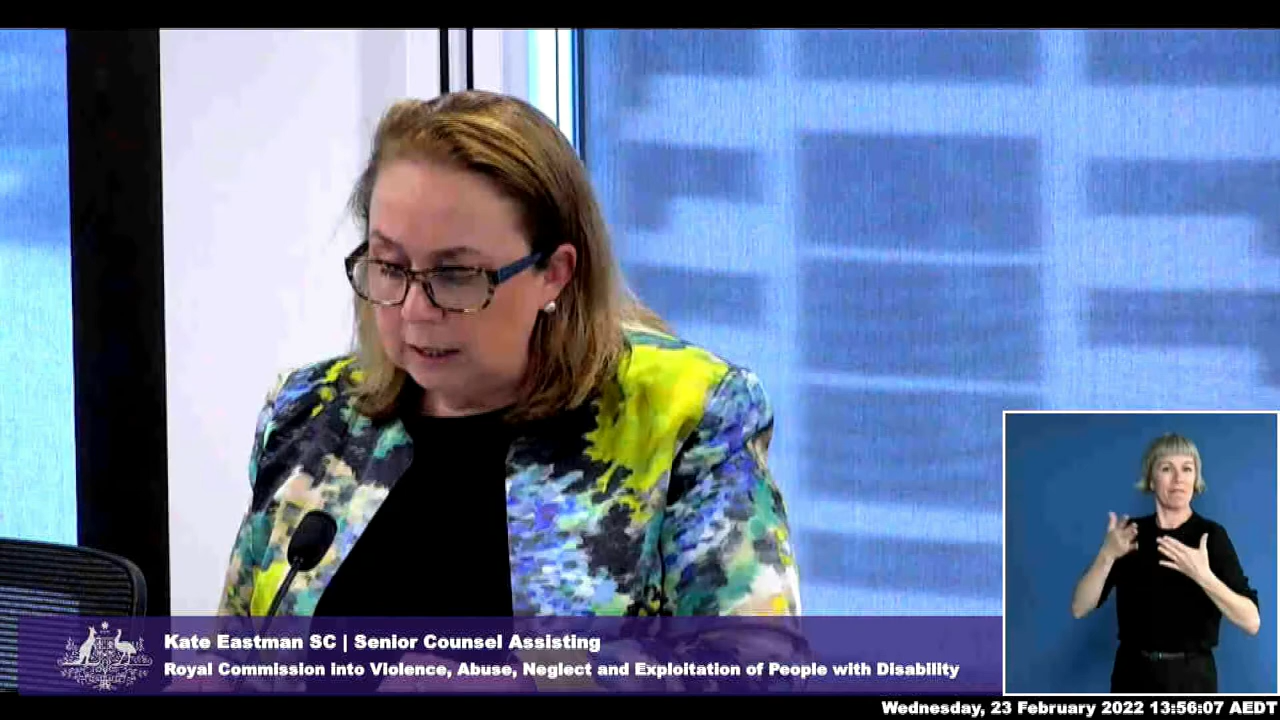 Kate Eastman SC | Senior Counsel Assisting
Royal Commission into Violence, Abuse, Neglect and Exploitation of People with Disability
Wednesday, 23 February 2022 13:56:07 AEDT